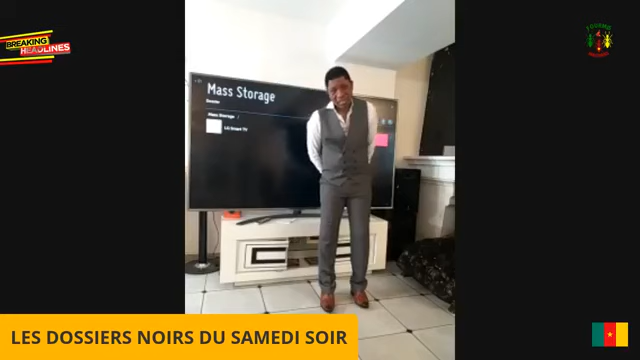 BREAKING
HEADLINES
Mass Storage
Mass Storage /
LG Smart TV
LES DOSSIERS NOIRS DU SAMEDI SOIR